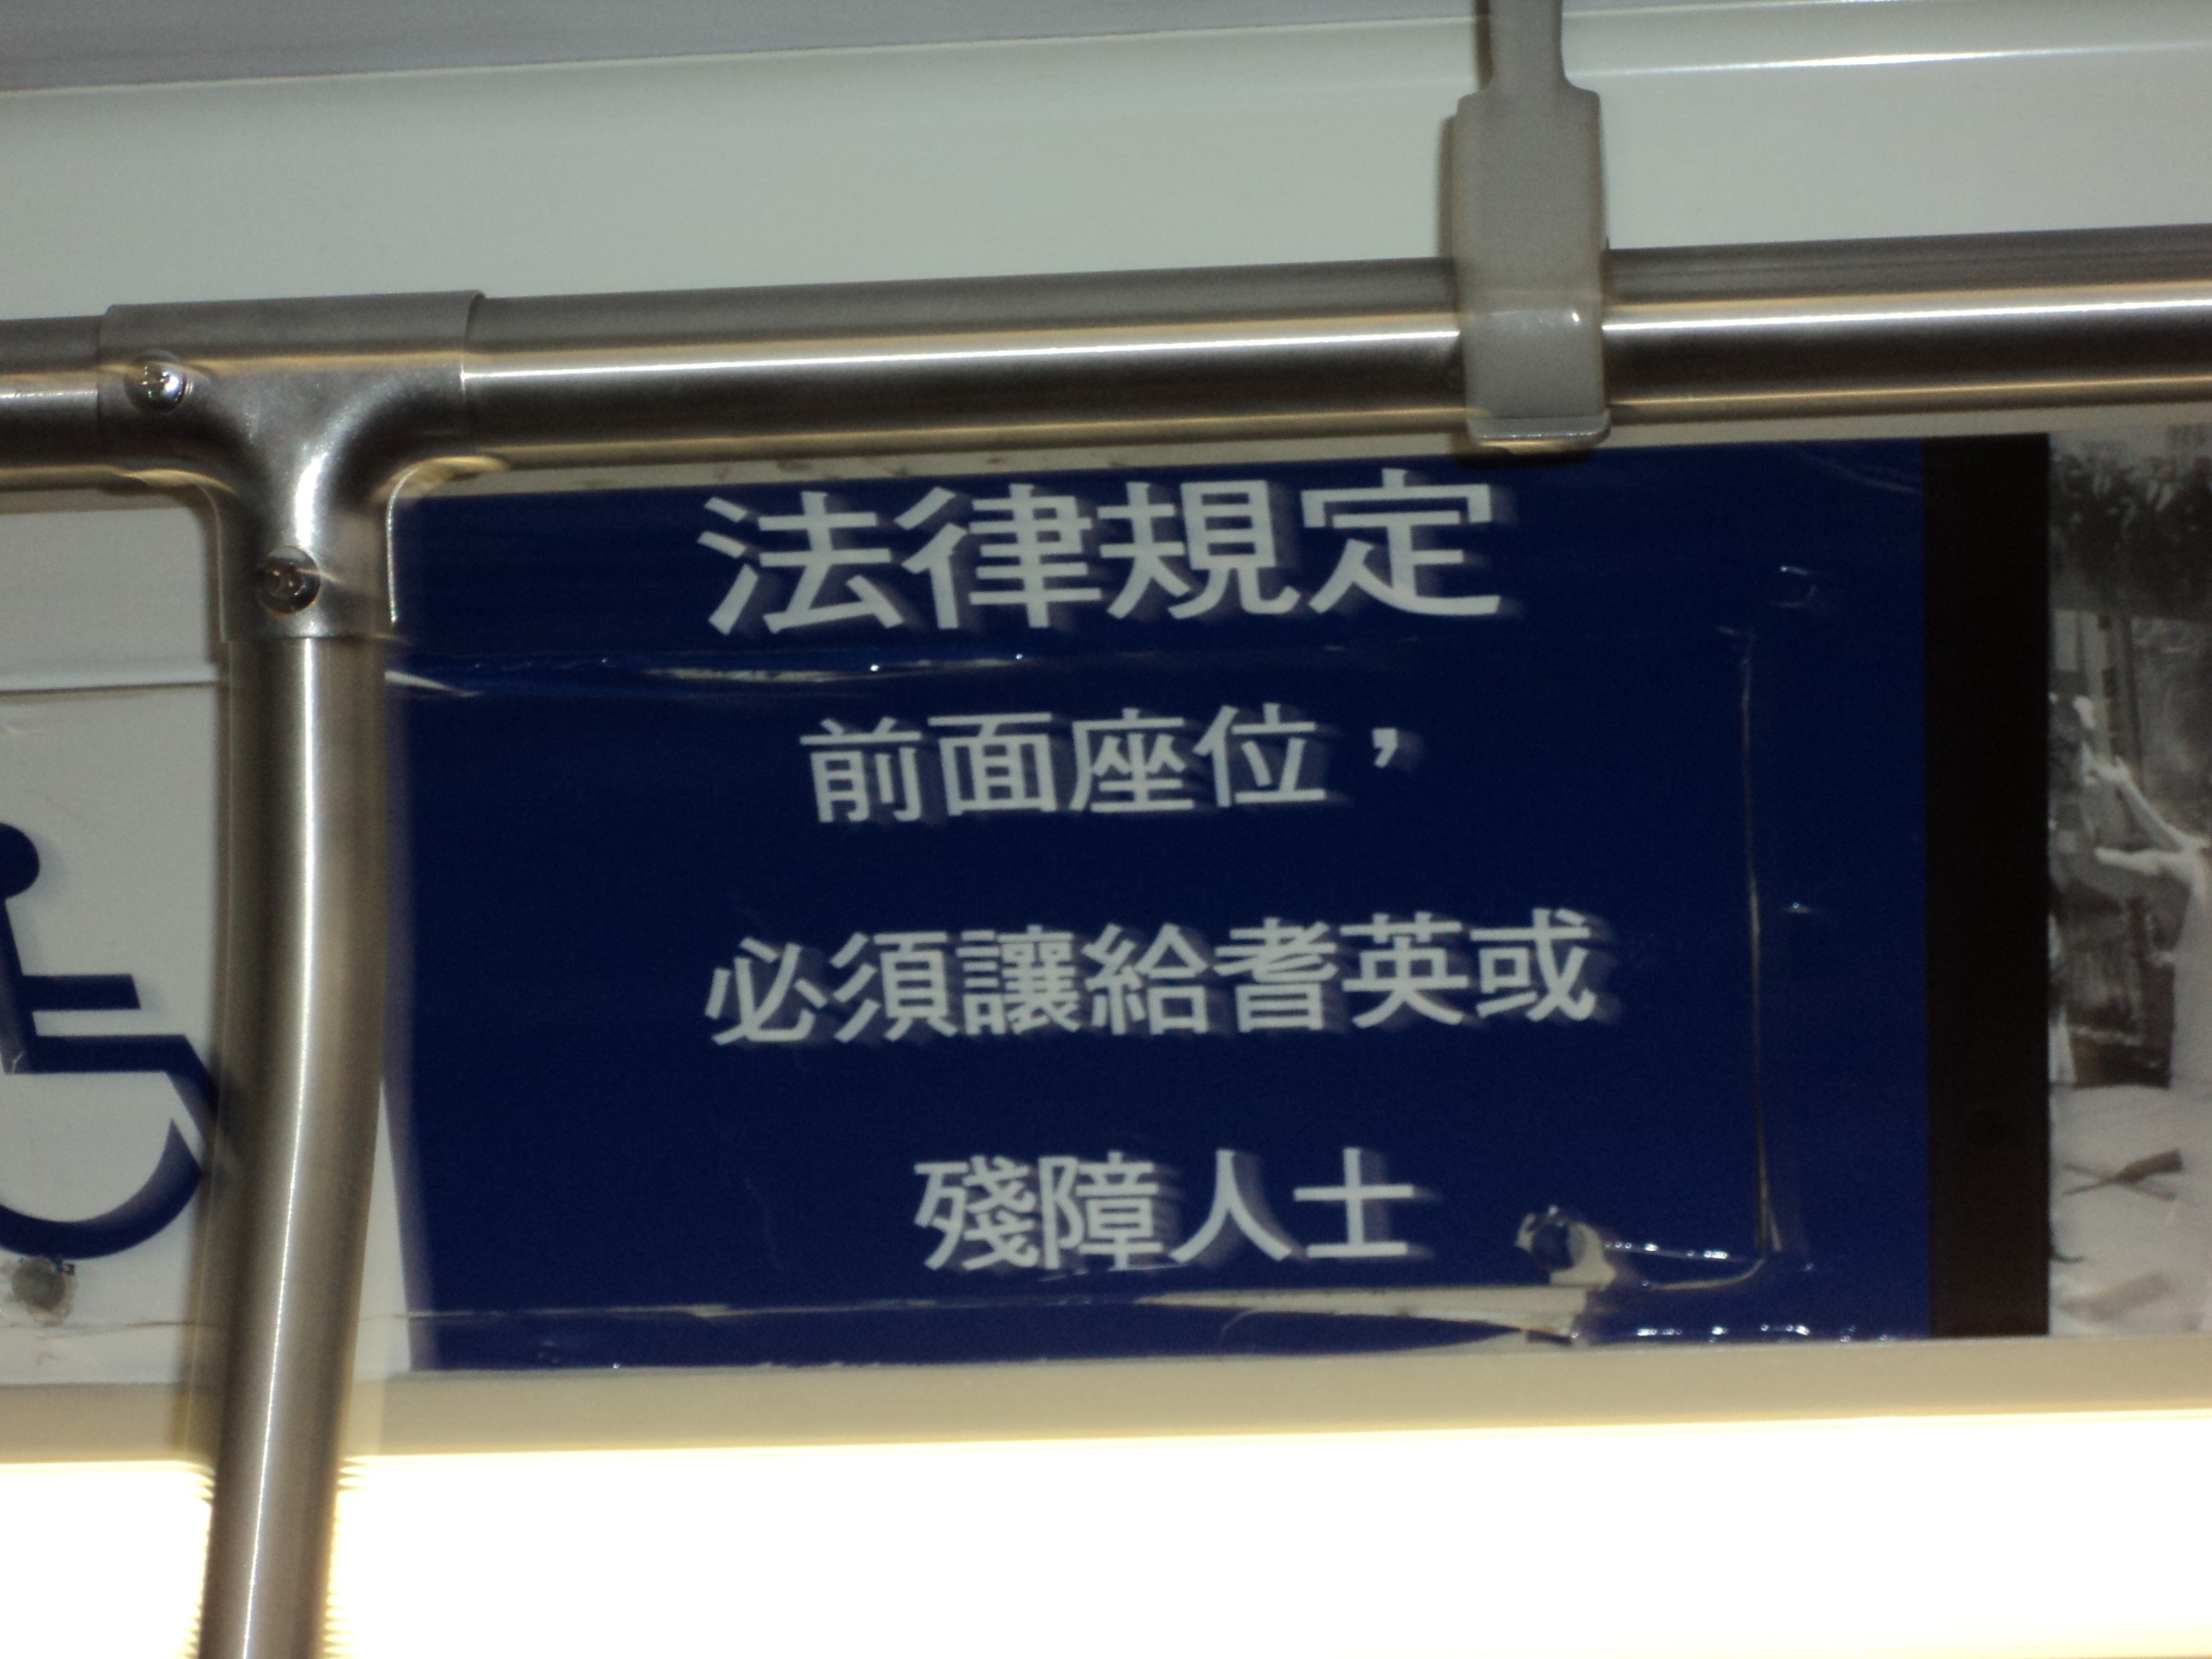 法律規定
前面座位，
必須讓給耆英或
殘障人士